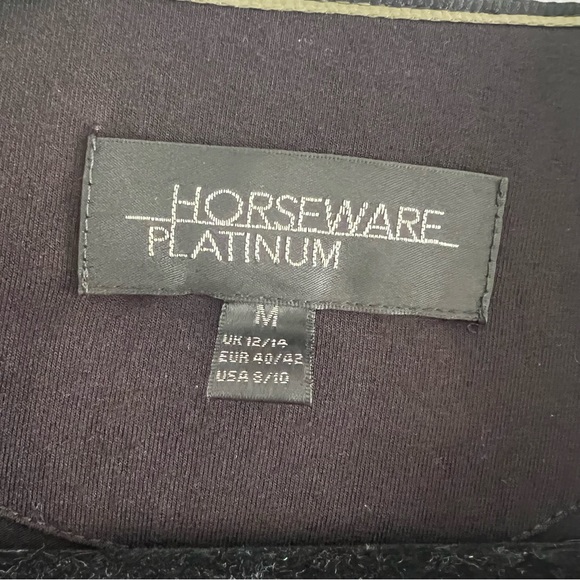 HORSEWARE
PLATINUM
M
UK 12/14
EUR 40/42
USA 8/10